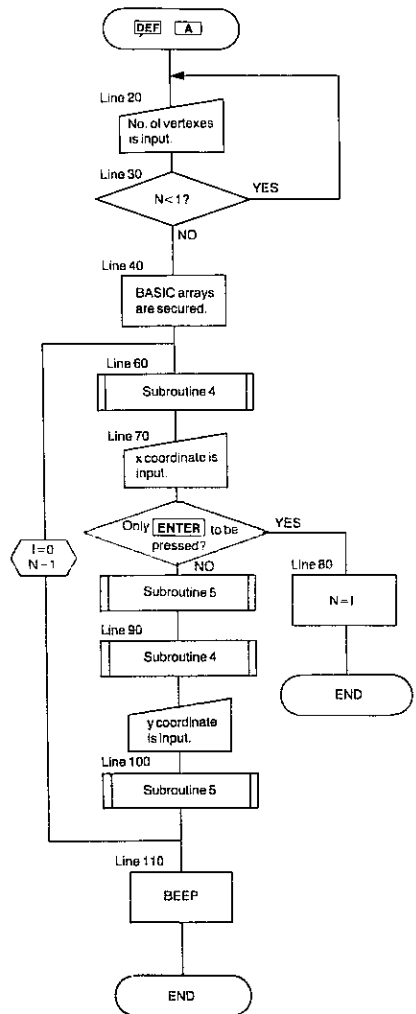 DEF A
Line 20
No. of vertexes
is input.
Line 30
N<1?
YES
NO
Line 40
BASIC arrays
are secured.
Line 60
Subroutine 4
Line 70
x coordinate is
input.
Only ENTER to be
pressed?
YES
NO
I=0
N-1
Line 80
N=I
END
Subroutine 5
Line 90
Subroutine 4
y coordinate
is input.
Line 100
Subroutine 5
Line 110
BEEP
END